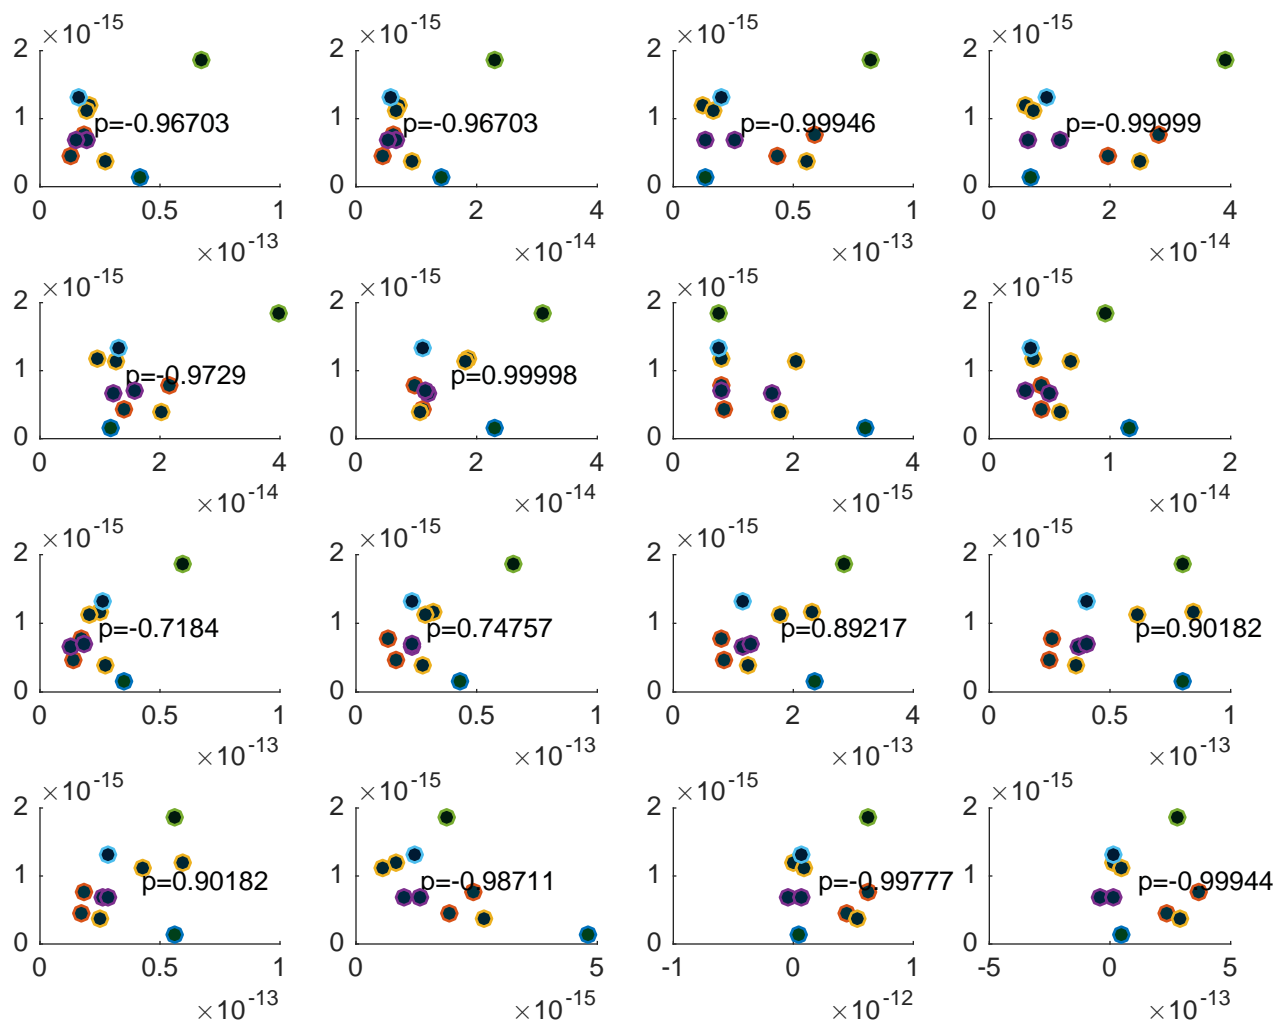 ×10-15 ×10-15 ×10-15 ×10-15
2 2 2 2
1 p=-0.96703 1 p=-0.96703 1 p=-0.99946 1 p=-0.99999
0 0 0 0
0 0.5 1 0 2 4 0 0.5 1 0 2 4
×10-13 ×10-14 ×10-13 ×10-14
×10-15 ×10-15 ×10-15 ×10-15
2 2 2 2
1 p=-0.9729 1 p=0.99998 1 1
0 0 0 0
0 2 4 0 2 4 0 2 4 0 1 2
×10-14 ×10-14 ×10-15 ×10-14
×10-15 ×10-15 ×10-15 ×10-15
2 2 2 2
1 p=-0.7184 1 p=0.74757 1 p=0.89217 1 p=0.90182
0 0 0 0
0 0.5 1 0 0.5 1 0 2 4 0 0.5 1
×10-13 ×10-13 ×10-13 ×10-13
×10-15 ×10-15 ×10-15 ×10-15
2 2 2 2
1 p=0.90182 1 p=-0.98711 1 p=-0.99777 1 p=-0.99944
0 0 0 0
0 0.5 1 0 5 -1 0 1 -5 0 5
×10-13 ×10-15 ×10-12 ×10-13